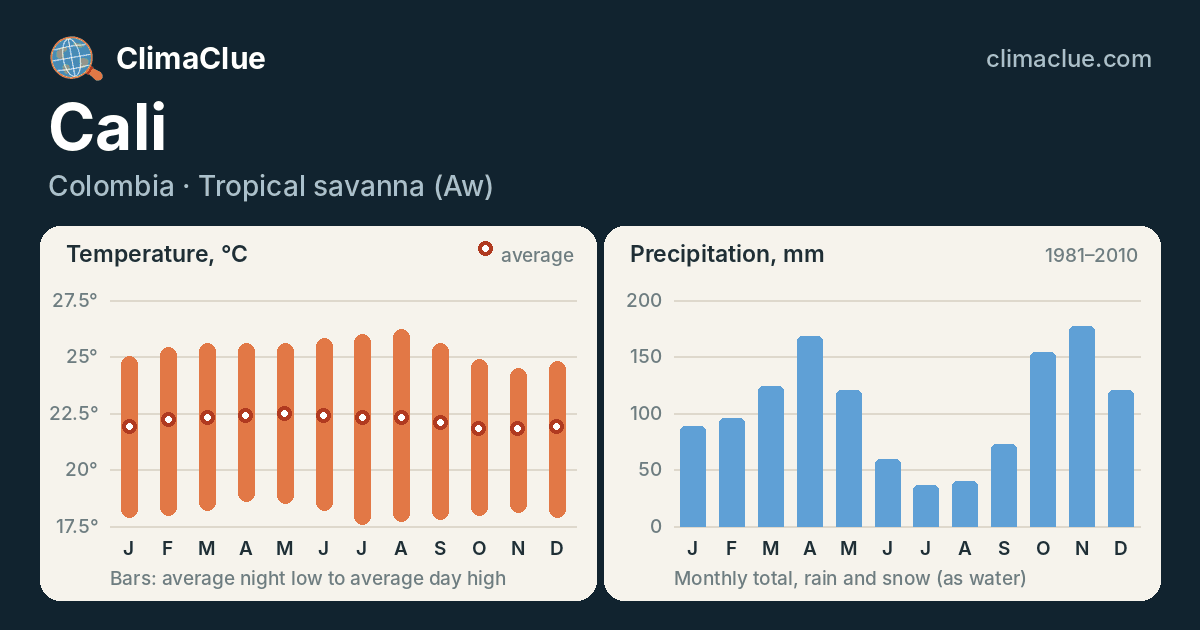 ClimaClue
climaclue.com
Cali
Colombia · Tropical savanna (Aw)
Temperature, °C
average
27.5°
25°
22.5°
20°
17.5°
J F M A M J J A S O N D
Bars: average night low to average day high
Precipitation, mm
1981–2010
200
150
100
50
0
J F M A M J J A S O N D
Monthly total, rain and snow (as water)